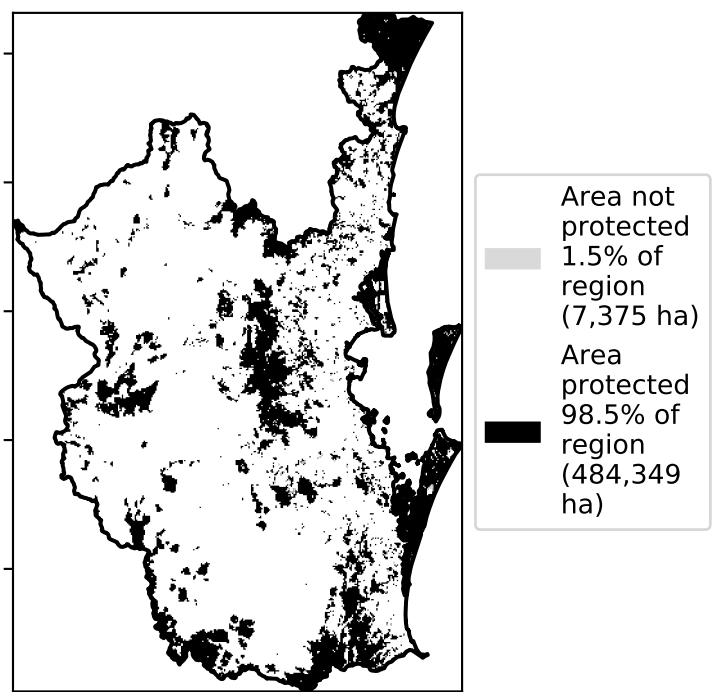 Area not
protected
1.5% of
region
(7,375 ha)
Area
protected
98.5% of
region
(484,349
ha)